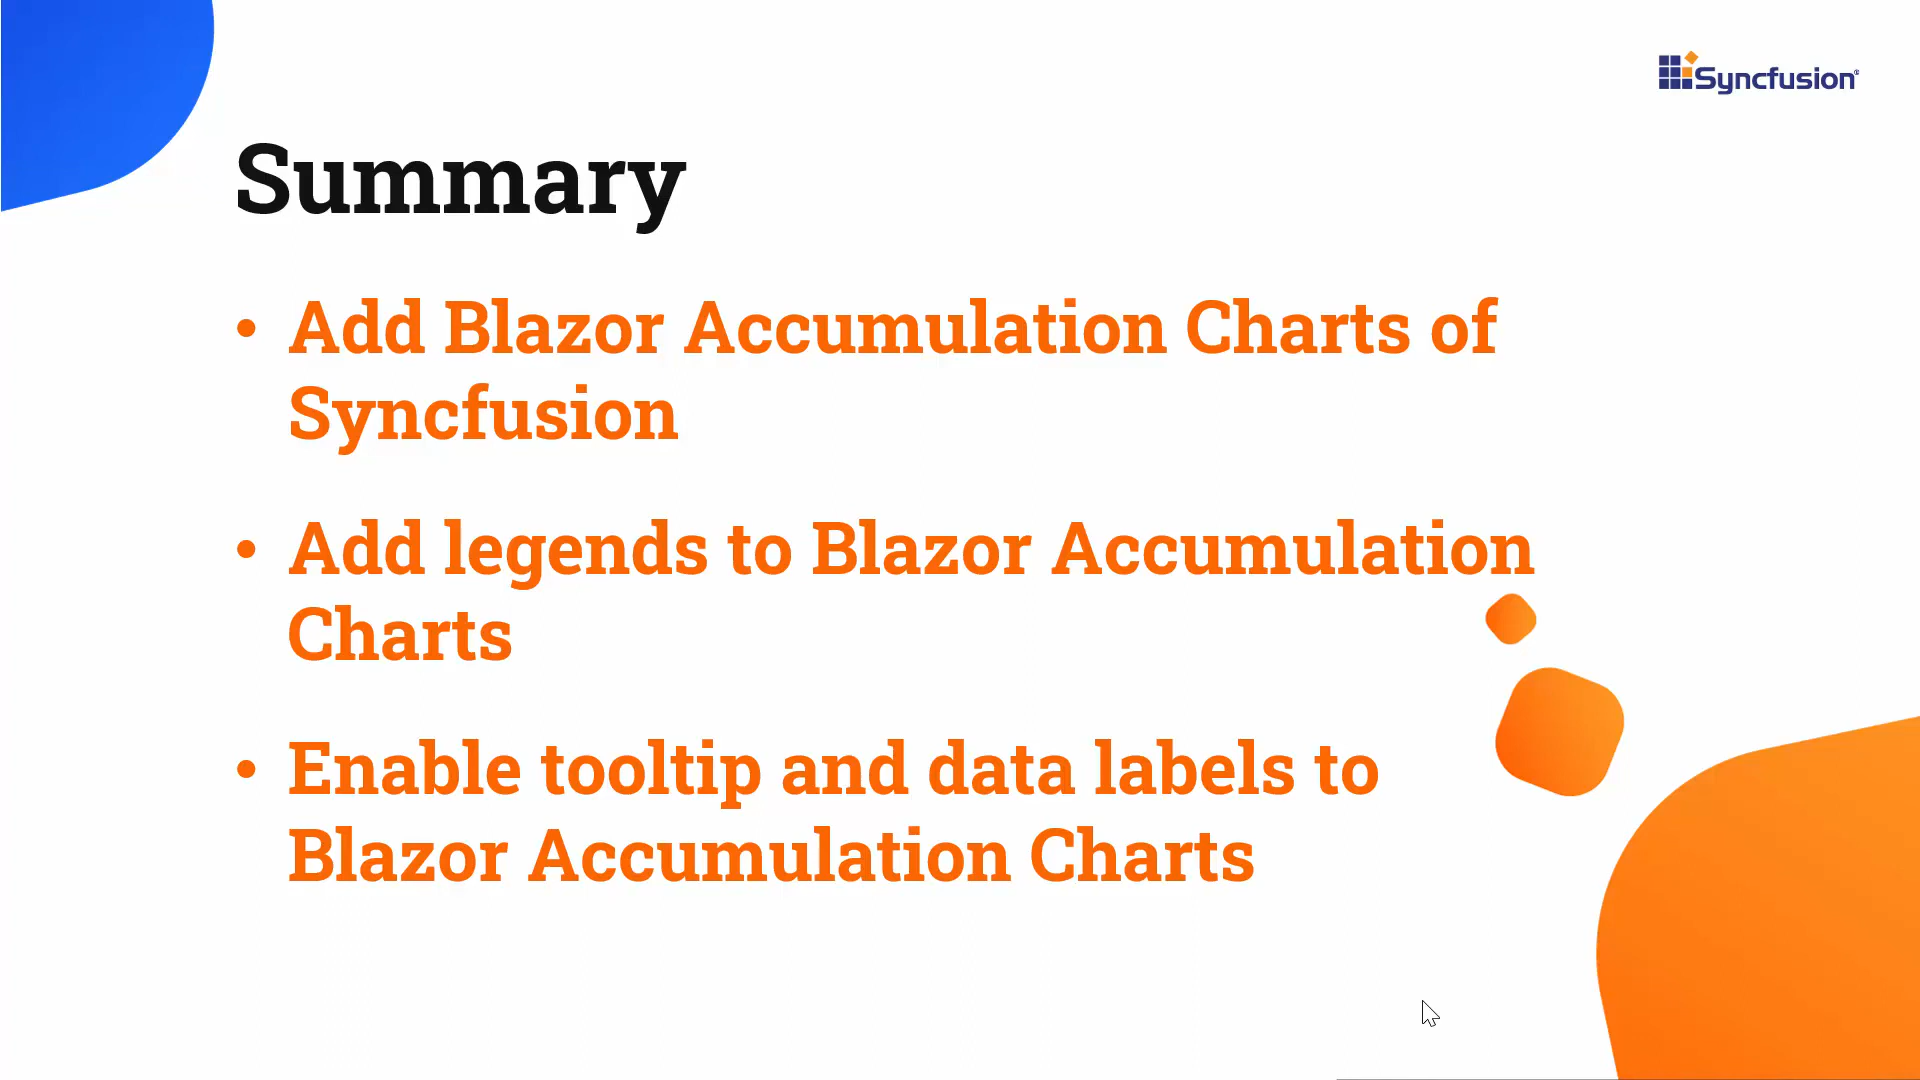 Syncfusion®
Summary
• Add Blazor Accumulation Charts of
Syncfusion
• Add legends to Blazor Accumulation
Charts
• Enable tooltip and data labels to
Blazor Accumulation Charts